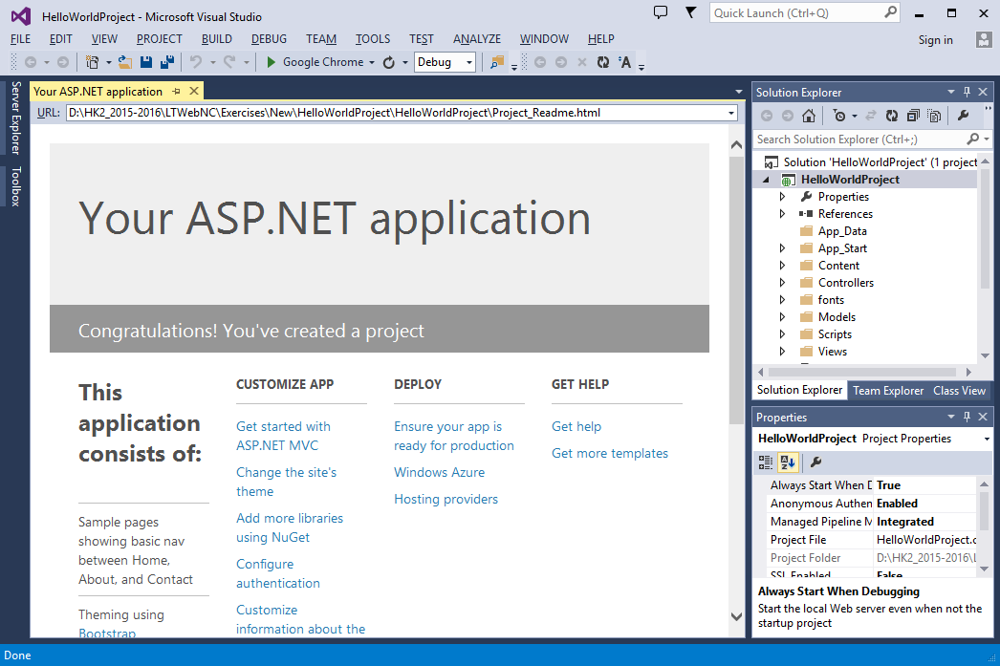 HelloWorldProject - Microsoft Visual Studio
Quick Launch (Ctrl+Q)
FILE EDIT VIEW PROJECT BUILD DEBUG TEAM TOOLS TEST ANALYZE WINDOW HELP
Sign in
Google Chrome
Debug
Server Explorer
Toolbox
Your ASP.NET application
URL: D:\HK2_2015-2016\LTWebNC\Exercises\New\HelloWorldProject\HelloWorldProject\Project_Readme.html
Your ASP.NET application
Congratulations! You've created a project
This
application
consists of:
Sample pages
showing basic nav
between Home,
About, and Contact
Theming using
Bootstrap
CUSTOMIZE APP
Get started with
ASP.NET MVC
Change the site's
theme
Add more libraries
using NuGet
Configure
authentication
Customize
information about the
DEPLOY
Ensure your app is
ready for production
Windows Azure
Hosting providers
GET HELP
Get help
Get more templates
Solution Explorer
Search Solution Explorer (Ctrl+;)
Solution 'HelloWorldProject' (1 project
HelloWorldProject
Properties
References
App_Data
App_Start
Content
Controllers
fonts
Models
Scripts
Views
Solution Explorer Team Explorer Class View
Properties
HelloWorldProject Project Properties
Always Start When D True
Anonymous Authen Enabled
Managed Pipeline M Integrated
Project File HelloWorldProject.c
Project Folder D:\HK2_2015-2016\L
SSL Enabled False
Always Start When Debugging
Start the local Web server even when not the
startup project
Done